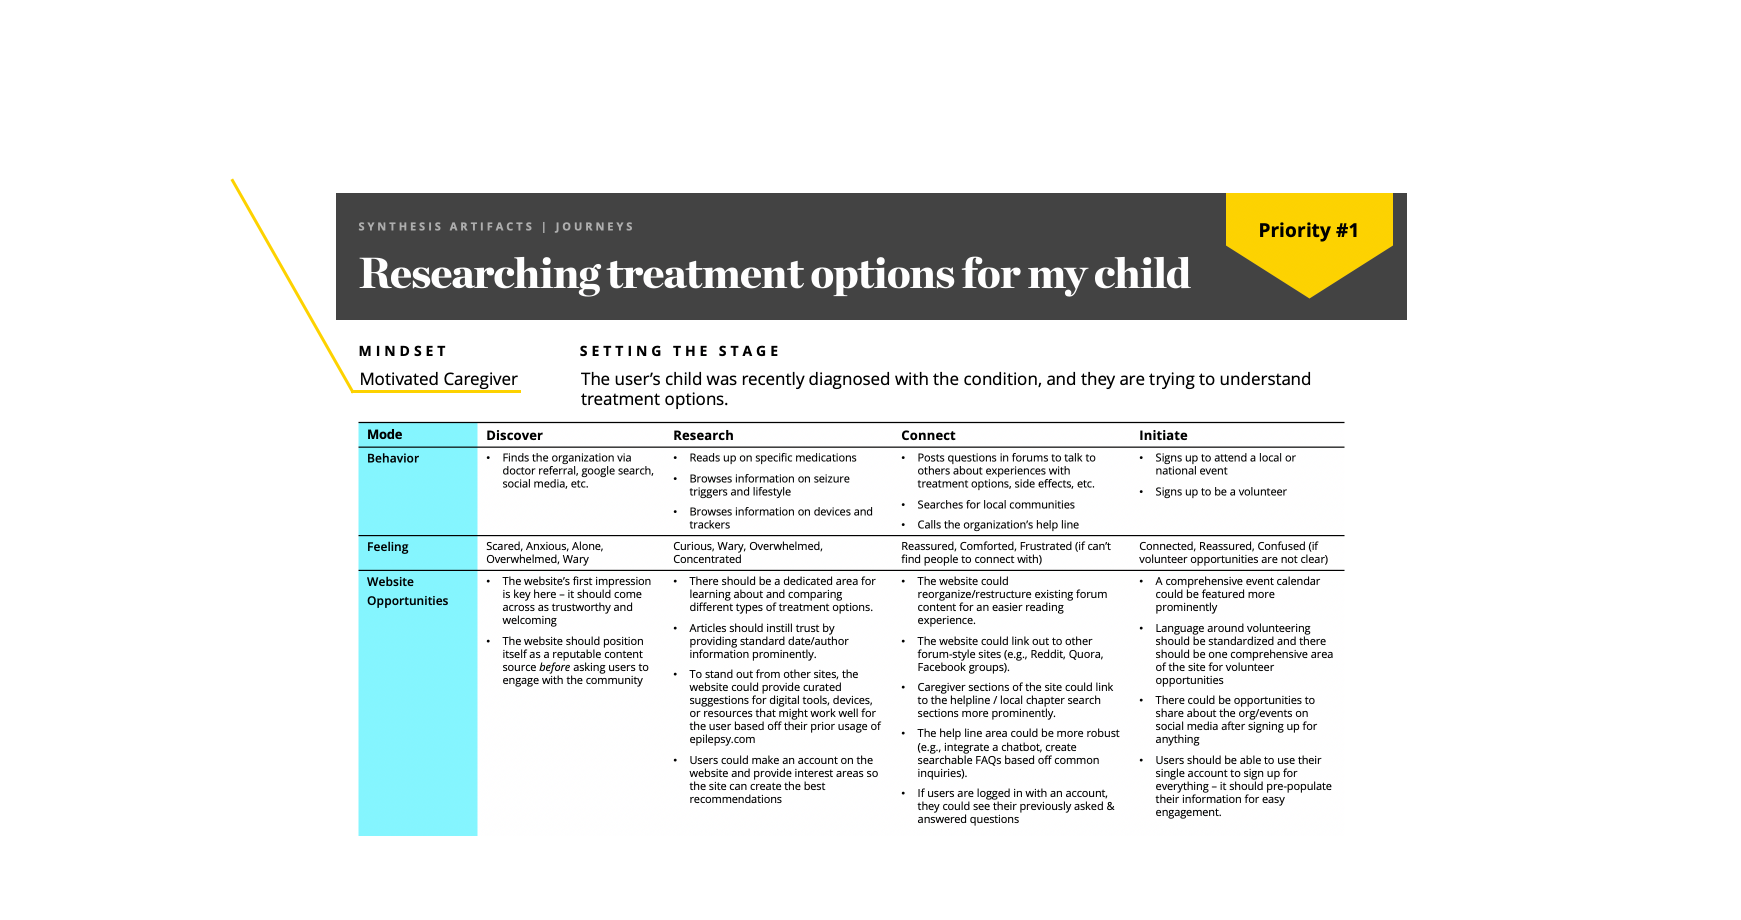 SYNTHESIS ARTIFACTS | JOURNEYS
Priority #1
Researching treatment options for my child
MINDSET
Motivated Caregiver
SETTING THE STAGE
The user’s child was recently diagnosed with the condition, and they are trying to understand
treatment options.
Mode
Discover
Research
Connect
Initiate
Behavior
• Finds the organization via
doctor referral, google search,
social media, etc.
• Reads up on specific medications
• Browses information on seizure
triggers and lifestyle
• Browses information on devices and
trackers
• Posts questions in forums to talk to
others about experiences with
treatment options, side effects, etc.
• Searches for local communities
• Calls the organization’s help line
• Signs up to attend a local or
national event
• Signs up to be a volunteer
Feeling
Scared, Anxious, Alone,
Overwhelmed, Wary
Curious, Wary, Overwhelmed,
Concentrated
Reassured, Comforted, Frustrated (if can’t
find people to connect with)
Connected, Reassured, Confused (if
volunteer opportunities are not clear)
Website
Opportunities
• The website’s first impression
is key here – it should come
across as trustworthy and
welcoming
• The website should position
itself as a reputable content
source before asking users to
engage with the community
• There should be a dedicated area for
learning about and comparing
different types of treatment options.
• Articles should instill trust by
providing standard date/author
information prominently.
• To stand out from other sites, the
website could provide curated
suggestions for digital tools, devices,
or resources that might work well for
the user based off their prior usage of
epilepsy.com
• Users could make an account on the
website and provide interest areas so
the site can create the best
recommendations
• The website could
reorganize/restructure existing forum
content for an easier reading
experience.
• The website could link out to other
forum-style sites (e.g., Reddit, Quora,
Facebook groups).
• Caregiver sections of the site could link
to the helpline / local chapter search
sections more prominently.
• The help line area could be more robust
(e.g., integrate a chatbot, create
searchable FAQs based off common
inquiries).
• If users are logged in with an account,
they could see their previously asked &
answered questions
• A comprehensive event calendar
could be featured more
prominently
• Language around volunteering
should be standardized and there
should be one comprehensive area
of the site for volunteer
opportunities
• There could be opportunities to
share about the org/events on
social media after signing up for
anything
• Users should be able to use their
single account to sign up for
everything – it should pre-populate
their information for easy
engagement.